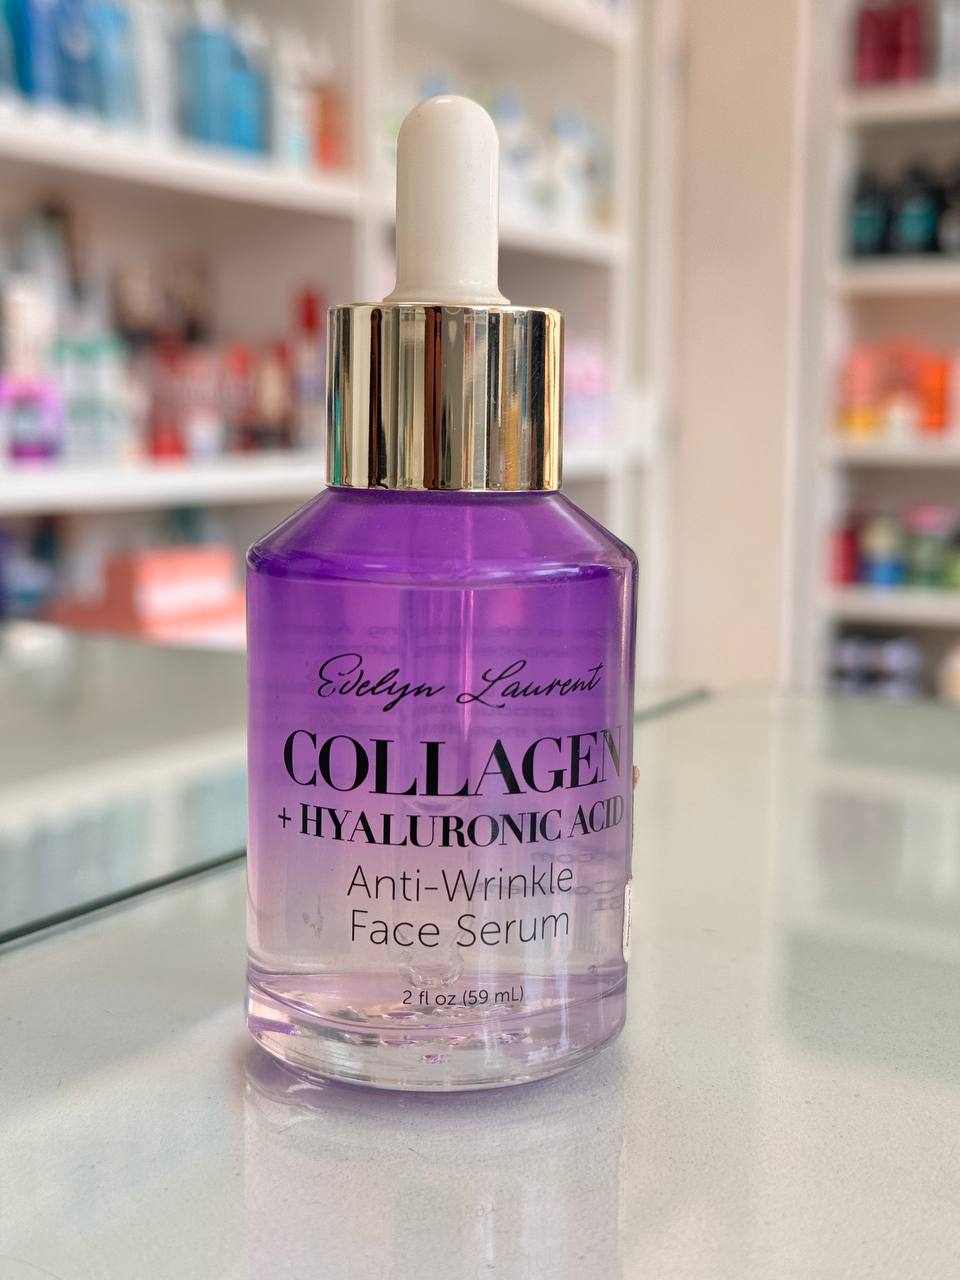 Evelyn Laurent
COLLAGEN
+ HYALURONIC ACID
Anti-Wrinkle
Face Serum
2 fl oz (59 mL)